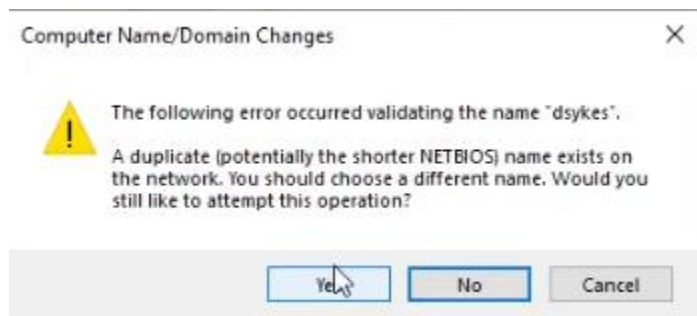 Computer Name/Domain Changes
The following error occurred validating the name "dsykes".
A duplicate (potentially the shorter NETBIOS) name exists on
the network. You should choose a different name. Would you
still like to attempt this operation?
Yes No Cancel